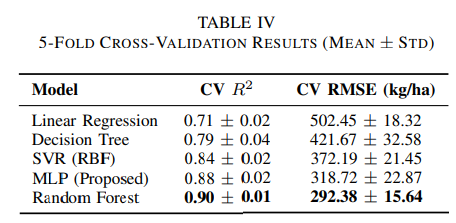 TABLE IV
5-FOLD CROSS-VALIDATION RESULTS (MEAN ± STD)
Model CV R² CV RMSE (kg/ha)
Linear Regression 0.71 ± 0.02 502.45 ± 18.32
Decision Tree 0.79 ± 0.04 421.67 ± 32.58
SVR (RBF) 0.84 ± 0.02 372.19 ± 21.45
MLP (Proposed) 0.88 ± 0.02 318.72 ± 22.87
Random Forest 0.90 ± 0.01 292.38 ± 15.64